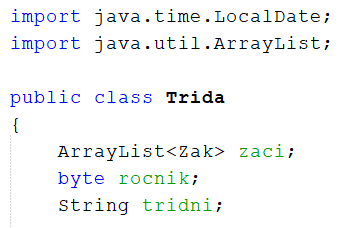 import java.time.LocalDate;
import java.util.ArrayList;
public class Trida
{
ArrayList<Zak> zaci;
byte rocnik;
String tridni;